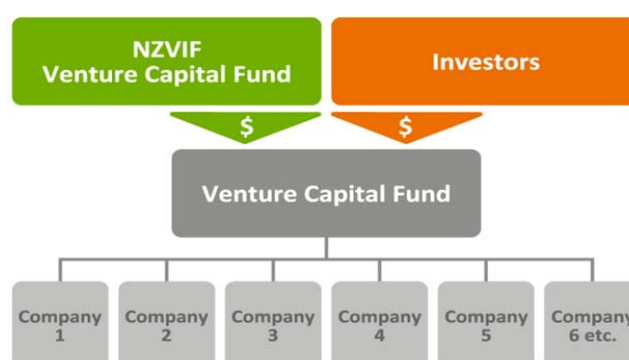 NZVIF
Venture Capital Fund
Investors
$
$
Venture Capital Fund
Company
1
Company
2
Company
3
Company
4
Company
5
Company
6 etc.